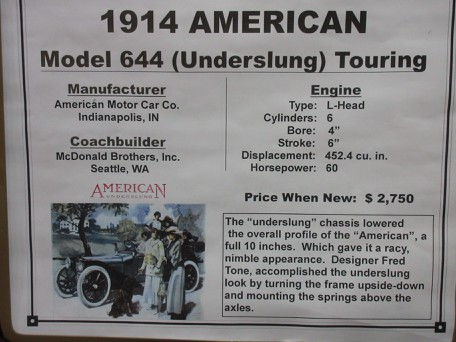 1914 AMERICAN
Model 644 (Underslung) Touring
Manufacturer
American Motor Car Co.
Indianapolis, IN
Coachbuilder
McDonald Brothers, Inc.
Seattle, WA
Engine
Type: L-Head
Cylinders: 6
Bore: 4"
Stroke: 6"
Displacement: 452.4 cu. in.
Horsepower: 60
AMERICAN
UNDERSLUNG
Price When New: $ 2,750
The "underslung" chassis lowered
the overall profile of the "American", a
full 10 inches. Which gave it a racy,
nimble appearance. Designer Fred
Tone, accomplished the underslung
look by turning the frame upside-down
and mounting the springs above the
axles.